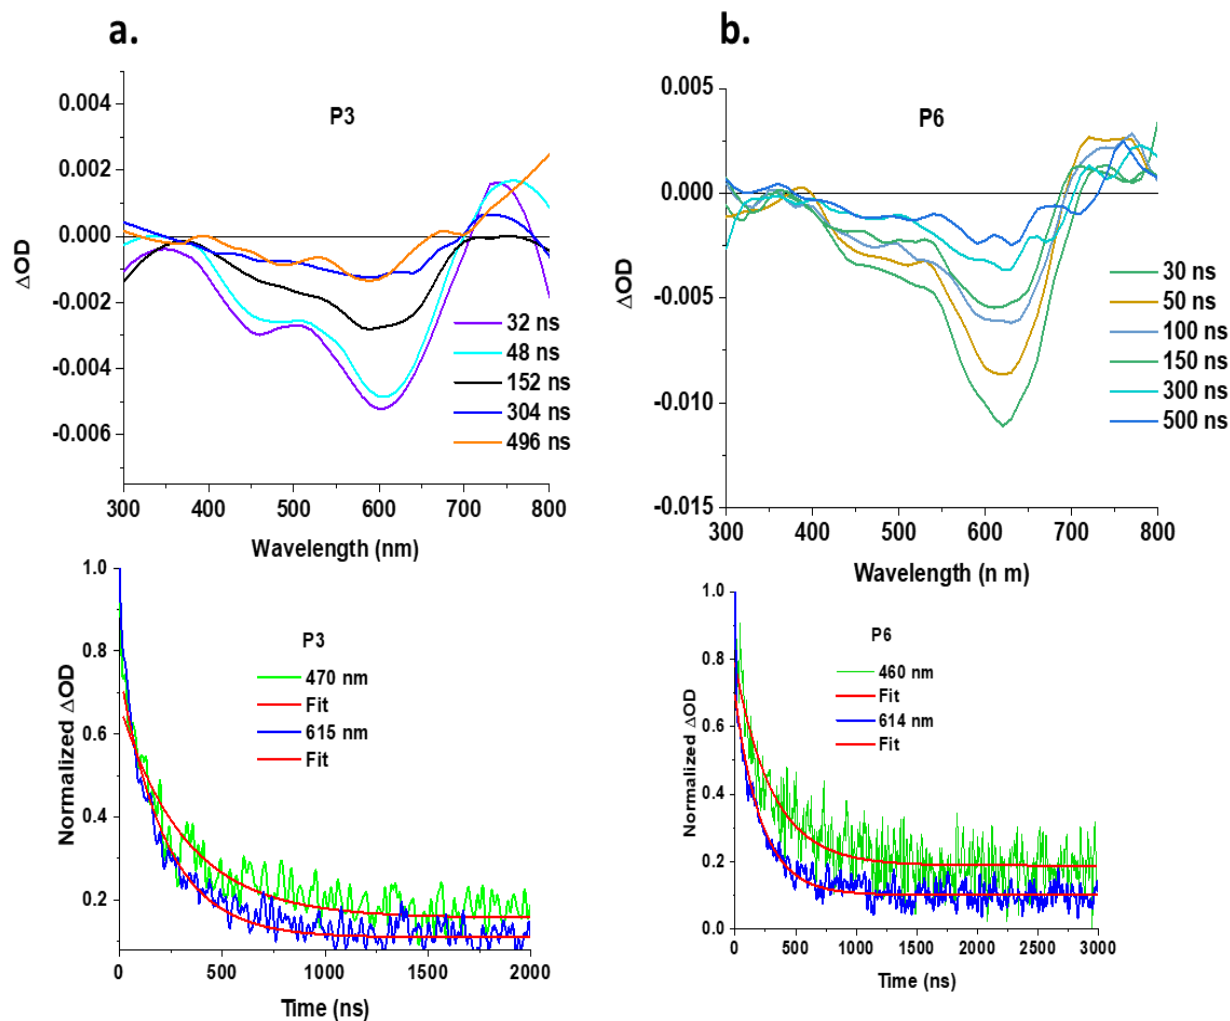 a.
0.004
0.002
0.000
-0.002
-0.004
-0.006
ΔOD
P3
32 ns
48 ns
152 ns
304 ns
496 ns
300 400 500 600 700 800
Wavelength (nm)
b.
0.005
0.000
-0.005
-0.010
-0.015
ΔOD
P6
30 ns
50 ns
100 ns
150 ns
300 ns
500 ns
300 400 500 600 700 800
Wavelength (n m)
1.0
0.8
0.6
0.4
0.2
Normalized ΔOD
P3
470 nm
Fit
615 nm
Fit
0 500 1000 1500 2000
Time (ns)
1.0
0.8
0.6
0.4
0.2
0.0
Normalized ΔOD
P6
460 nm
Fit
614 nm
Fit
0 500 1000 1500 2000 2500 3000
Time (ns)